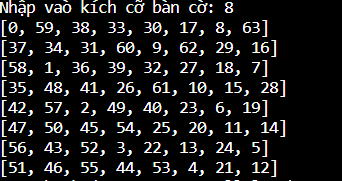 Nhập vaò kích cỡ bàn cờ: 8
[0, 59, 38, 33, 30, 17, 8, 63]
[37, 34, 31, 60, 9, 62, 29, 16]
[58, 1, 36, 39, 32, 27, 18, 7]
[35, 48, 41, 26, 61, 10, 15, 28]
[42, 57, 2, 49, 40, 23, 6, 19]
[47, 50, 45, 54, 25, 20, 11, 14]
[56, 43, 52, 3, 22, 13, 24, 5]
[51, 46, 55, 44, 53, 4, 21, 12]